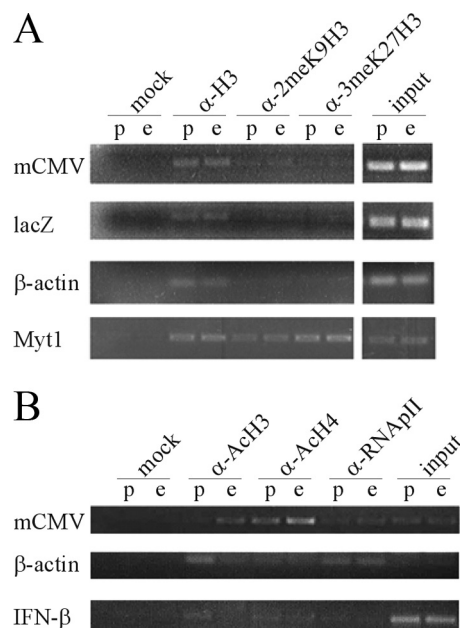 A
mock α-H3 α-2meK9H3 α-3meK27H3 input
p e p e p e p e p e
mCMV
lacZ
β-actin
Myt1
B
mock α-AcH3 α-AcH4 α-RNApII input
p e p e p e p e p e
mCMV
β-actin
IFN-β